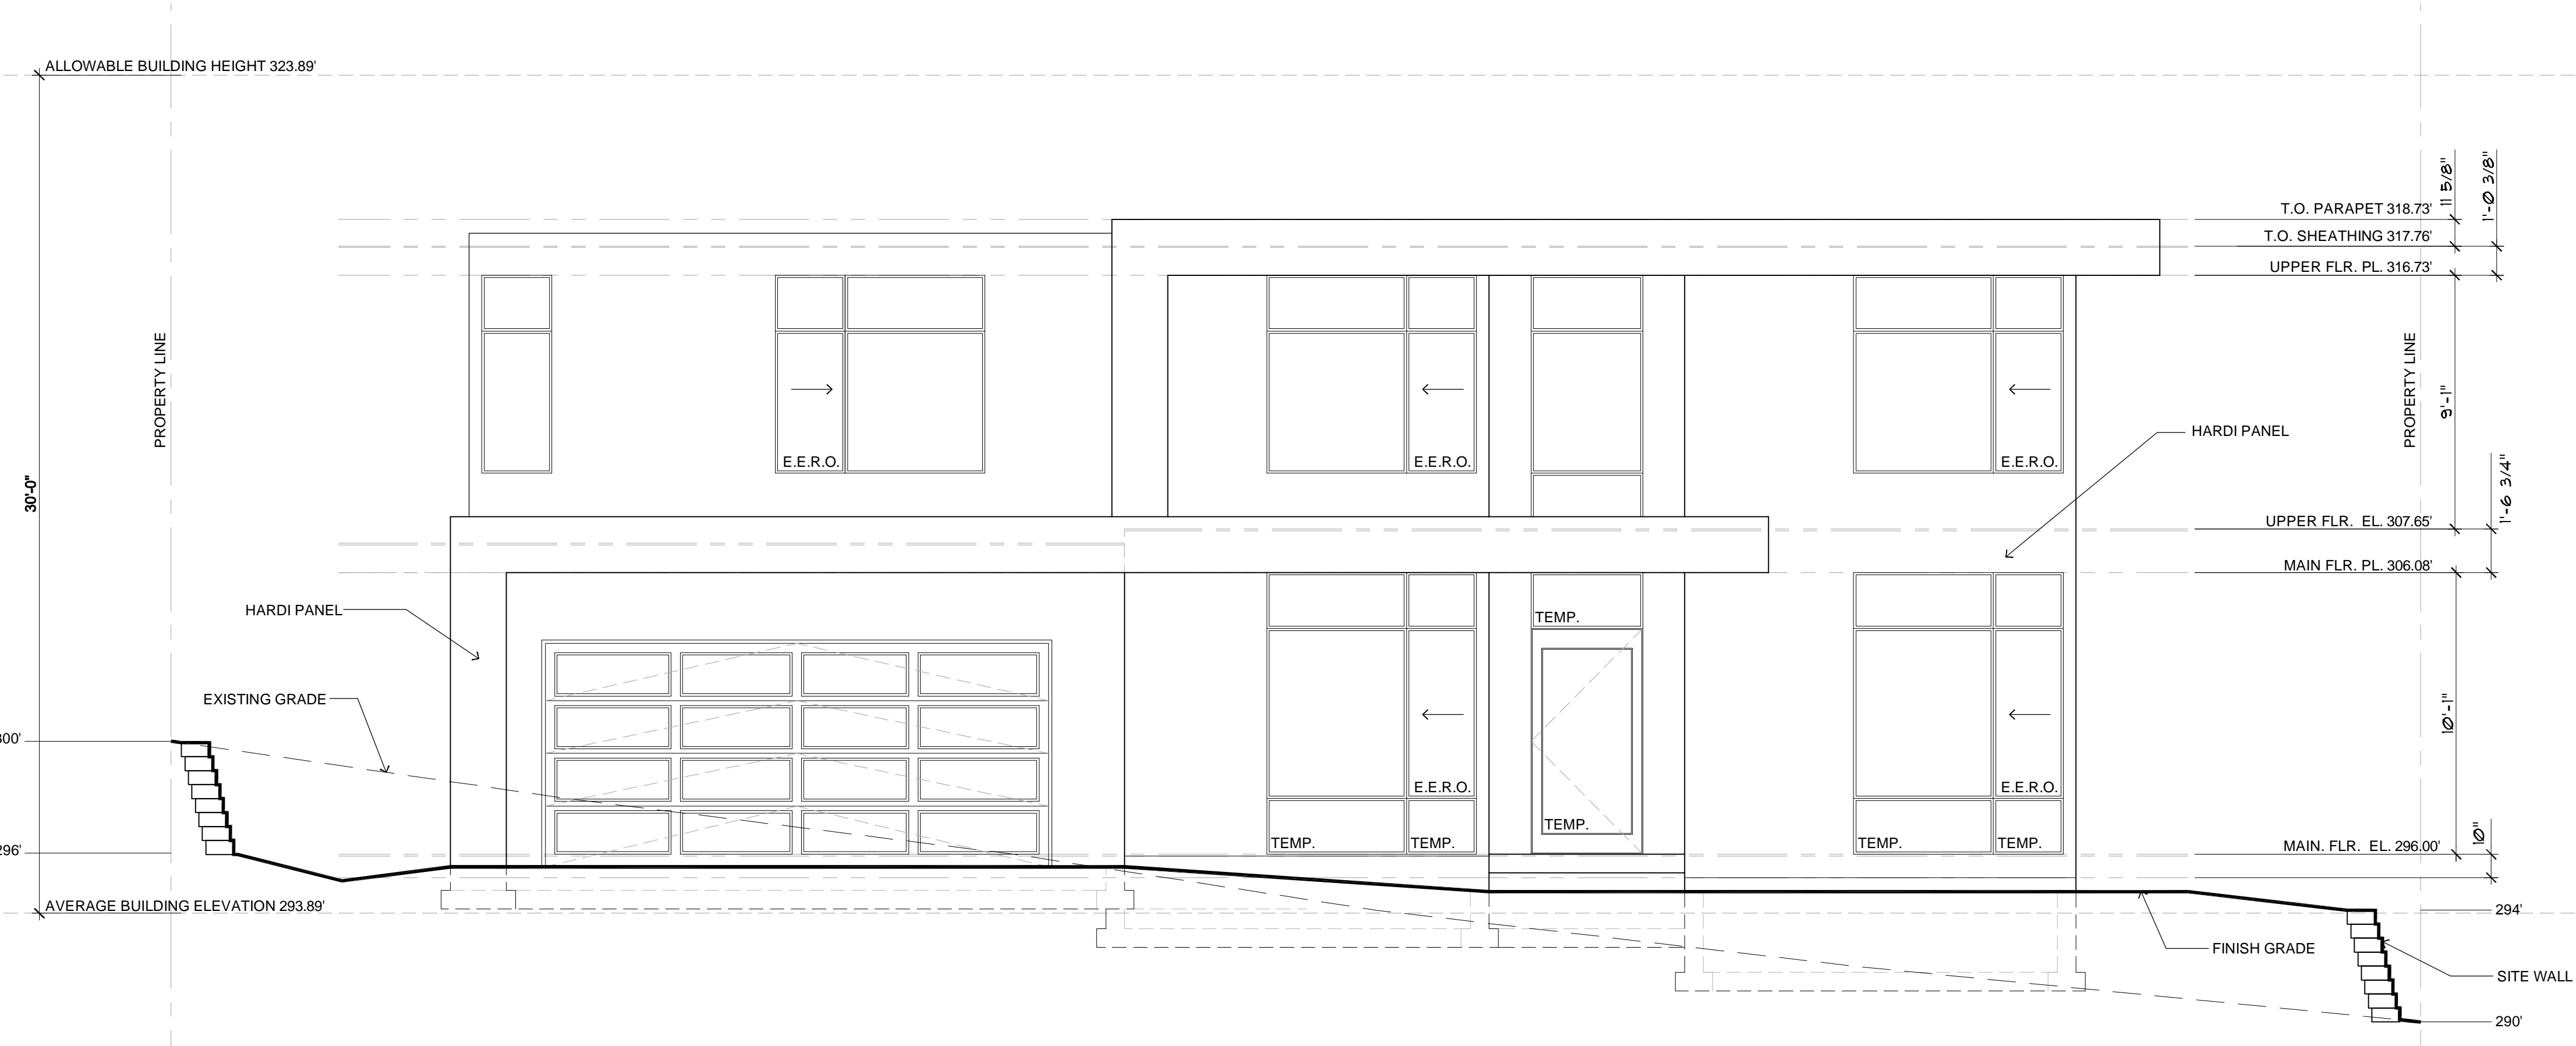 ALLOWABLE BUILDING HEIGHT 323.89'
11 5/8"
1'-0 3/8"
T.O. PARAPET 318.73'
T.O. SHEATHING 317.76'
UPPER FLR. PL. 316.73'
PROPERTY LINE
PROPERTY LINE
9'-1"
HARDI PANEL
E.E.R.O.
E.E.R.O.
E.E.R.O.
30'-0"
1'-6 3/4"
UPPER FLR. EL. 307.65'
MAIN FLR. PL. 306.08'
HARDI PANEL
TEMP.
EXISTING GRADE
10'-1"
300'
E.E.R.O.
E.E.R.O.
TEMP.
TEMP.
TEMP.
TEMP.
TEMP.
10"
296'
MAIN. FLR. EL. 296.00'
AVERAGE BUILDING ELEVATION 293.89'
294'
FINISH GRADE
SITE WALL
290'